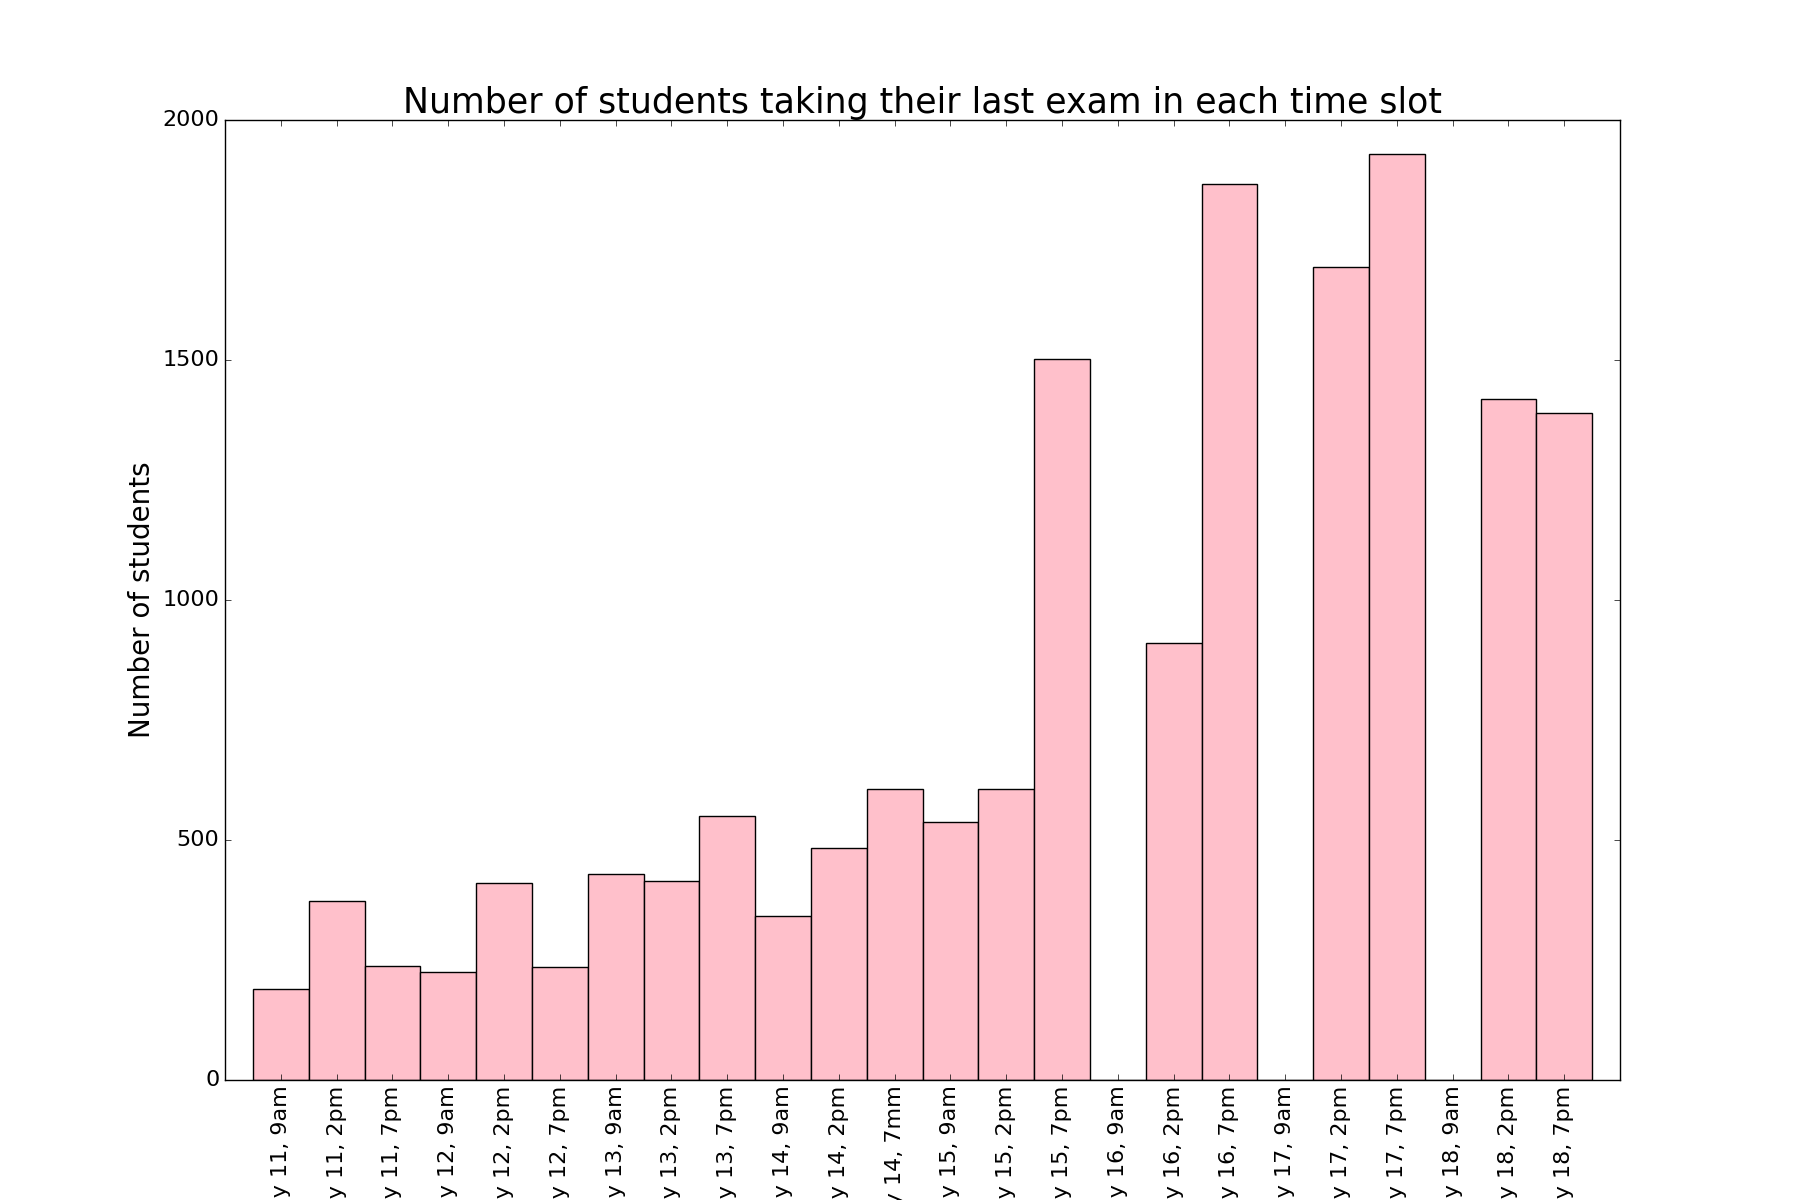 Number of students taking their last exam in each time slot
Number of students
2000
1500
1000
500
0
y 11, 9am
y 11, 2pm
y 11, 7pm
y 12, 9am
y 12, 2pm
y 12, 7pm
y 13, 9am
y 13, 2pm
y 13, 7pm
y 14, 9am
y 14, 2pm
y 14, 7mm
y 15, 9am
y 15, 2pm
y 15, 7pm
y 16, 9am
y 16, 2pm
y 16, 7pm
y 17, 9am
y 17, 2pm
y 17, 7pm
y 18, 9am
y 18, 2pm
y 18, 7pm